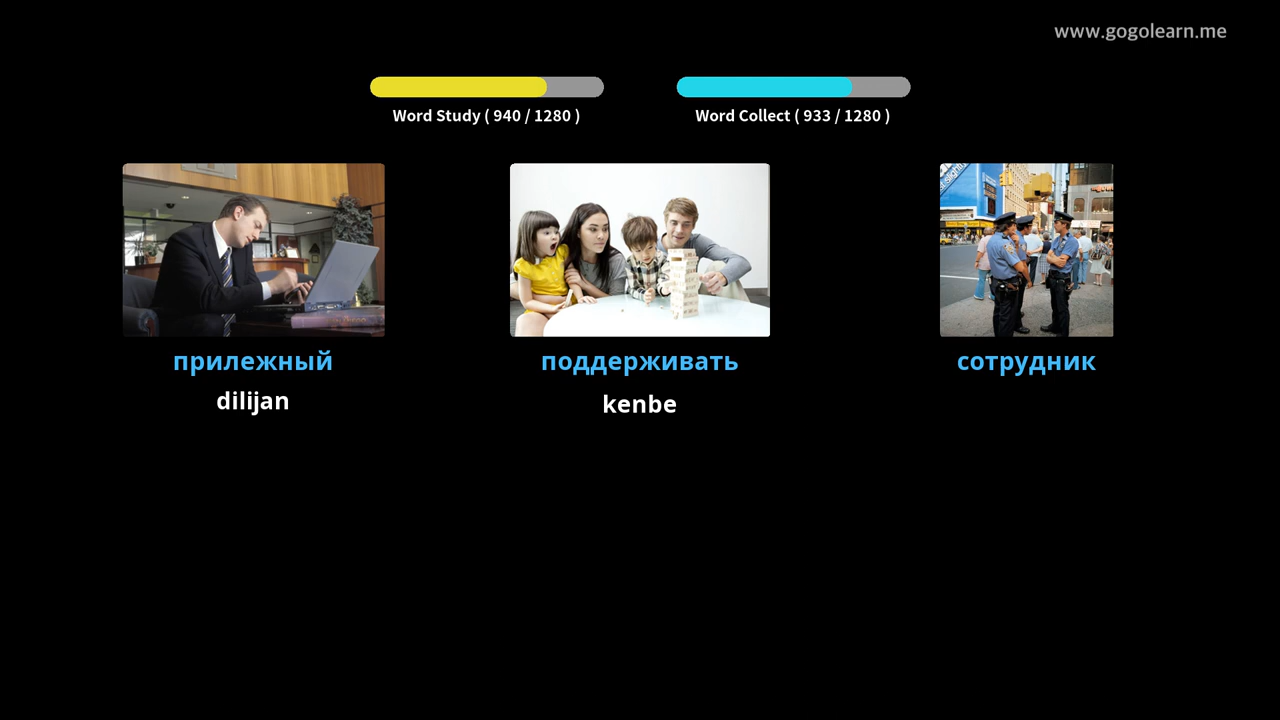 www.gogolearn.me
Word Study ( 940 / 1280 )
Word Collect ( 933 / 1280 )
прилежный
поддерживать
сотрудник
dilijan
kenbe